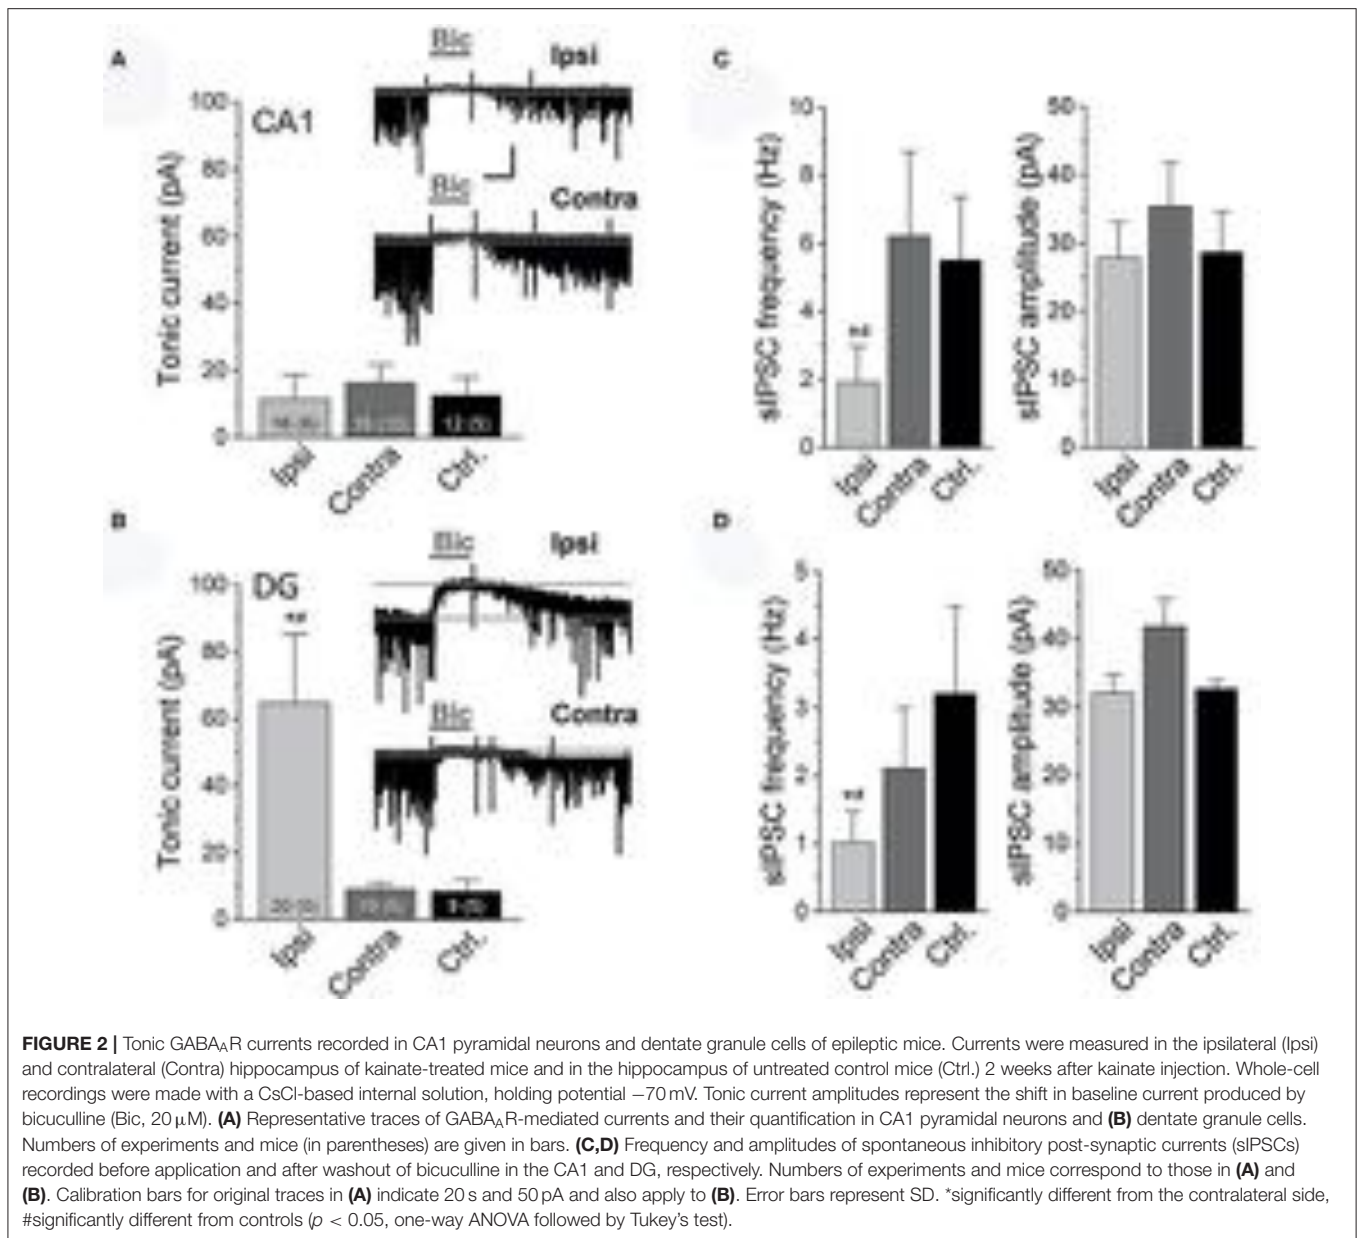 A
Bic
Ipsi
100
CA1
80
Tonic current (pA)
Bic
Contra
60
40
20
12 (5)
0
Ipsi
Contra
Ctrl.
C
10
8
sIPSC frequency (Hz)
6
4
2
0
Ipsi
Contra
Ctrl.
50
40
sIPSC amplitude (pA)
30
20
10
0
Ipsi
Contra
Ctrl.
B
Bic
Ipsi
100
DG
*#
80
Tonic current (pA)
Bic
Contra
60
40
20
0
Ipsi
Contra
Ctrl.
D
5
4
sIPSC frequency (Hz)
3
2
1
0
Ipsi
Contra
Ctrl.
50
40
sIPSC amplitude (pA)
30
20
10
0
Ipsi
Contra
Ctrl.
FIGURE 2 | Tonic GABAAR currents recorded in CA1 pyramidal neurons and dentate granule cells of epileptic mice. Currents were measured in the ipsilateral (Ipsi)
and contralateral (Contra) hippocampus of kainate-treated mice and in the hippocampus of untreated control mice (Ctrl.) 2 weeks after kainate injection. Whole-cell
recordings were made with a CsCl-based internal solution, holding potential −70 mV. Tonic current amplitudes represent the shift in baseline current produced by
bicuculline (Bic, 20 μM). (A) Representative traces of GABAAR-mediated currents and their quantification in CA1 pyramidal neurons and (B) dentate granule cells.
Numbers of experiments and mice (in parentheses) are given in bars. (C,D) Frequency and amplitudes of spontaneous inhibitory post-synaptic currents (sIPSCs)
recorded before application and after washout of bicuculline in the CA1 and DG, respectively. Numbers of experiments and mice correspond to those in (A) and
(B). Calibration bars for original traces in (A) indicate 20 s and 50 pA and also apply to (B). Error bars represent SD. *significantly different from the contralateral side,
#significantly different from controls (p < 0.05, one-way ANOVA followed by Tukey's test).